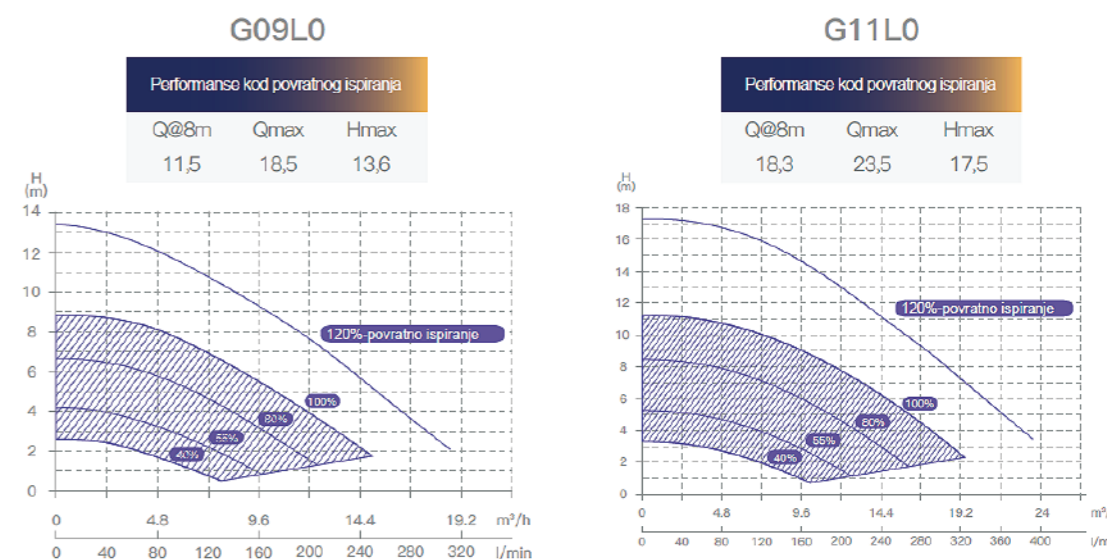 G09L0
Performanse kod povratnog ispiranja
Q@8m Qmax Hmax
11,5 18,5 13,6
H
(m)
14
12
10
8
6
4
2
0
120%-povratno ispiranje
100%
80%
55%
40%
0 4.8 9.6 14.4 19.2 m³/h
0 40 80 120 160 200 240 280 320 l/min
G11L0
Performanse kod povratnog ispiranja
Q@8m Qmax Hmax
18,3 23,5 17,5
H
(m)
18
16
14
12
10
8
6
4
2
0
120%-povratno ispiranje
100%
80%
55%
40%
0 4.8 9.6 14.4 19.2 24 m³/
0 40 80 120 160 200 240 280 320 360 400 l/m